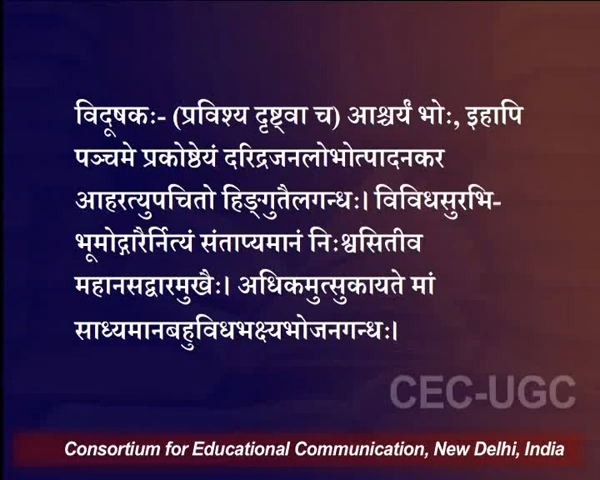 विदूषकः- (प्रविश्य दृष्ट्वा च) आश्चर्यं भोः, इहापि
पञ्चमे प्रकोष्ठेयं दरिद्रजनलोभोत्पादनकर
आहरत्युपचितो हिङ्गुतैलगन्धः। विविधसुरभि-
भूमोद्गारैर्नित्यं संताप्यमानं निःश्वसितीव
महानसद्वारमुखैः। अधिकमुत्सुकायते मां
साध्यमानबहुविधभक्ष्यभोजनगन्धः।
CEC-UGC
Consortium for Educational Communication, New Delhi, India